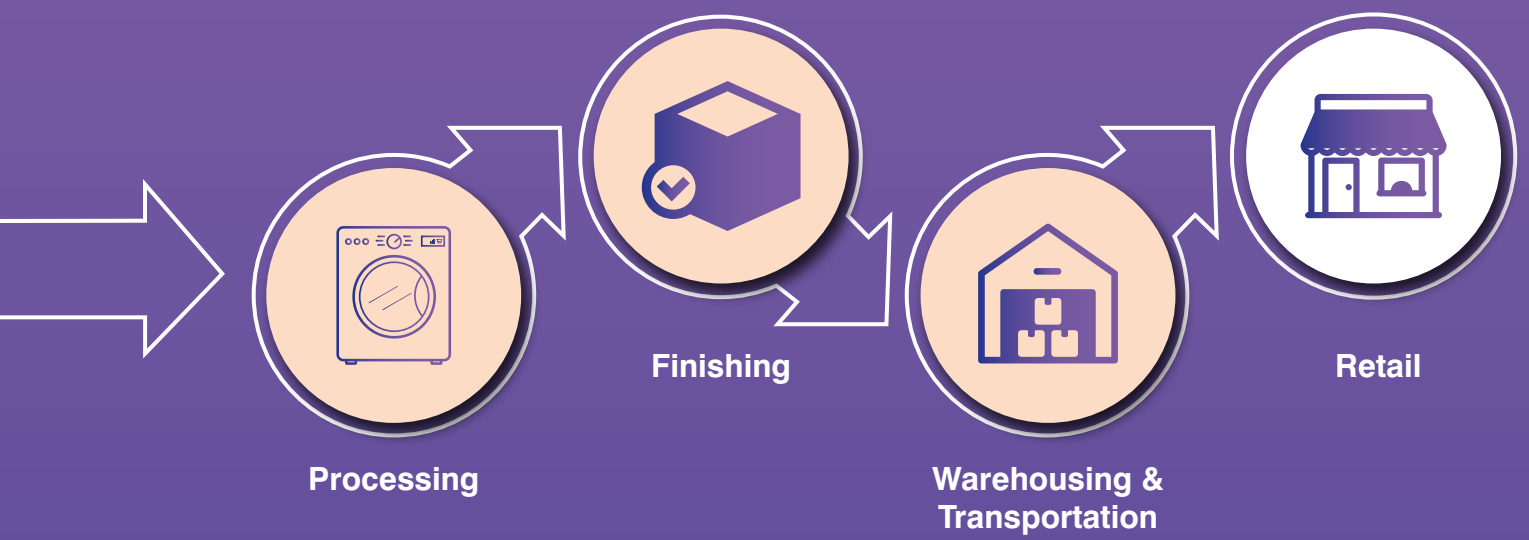 Processing
Finishing
Warehousing &
Transportation
Retail